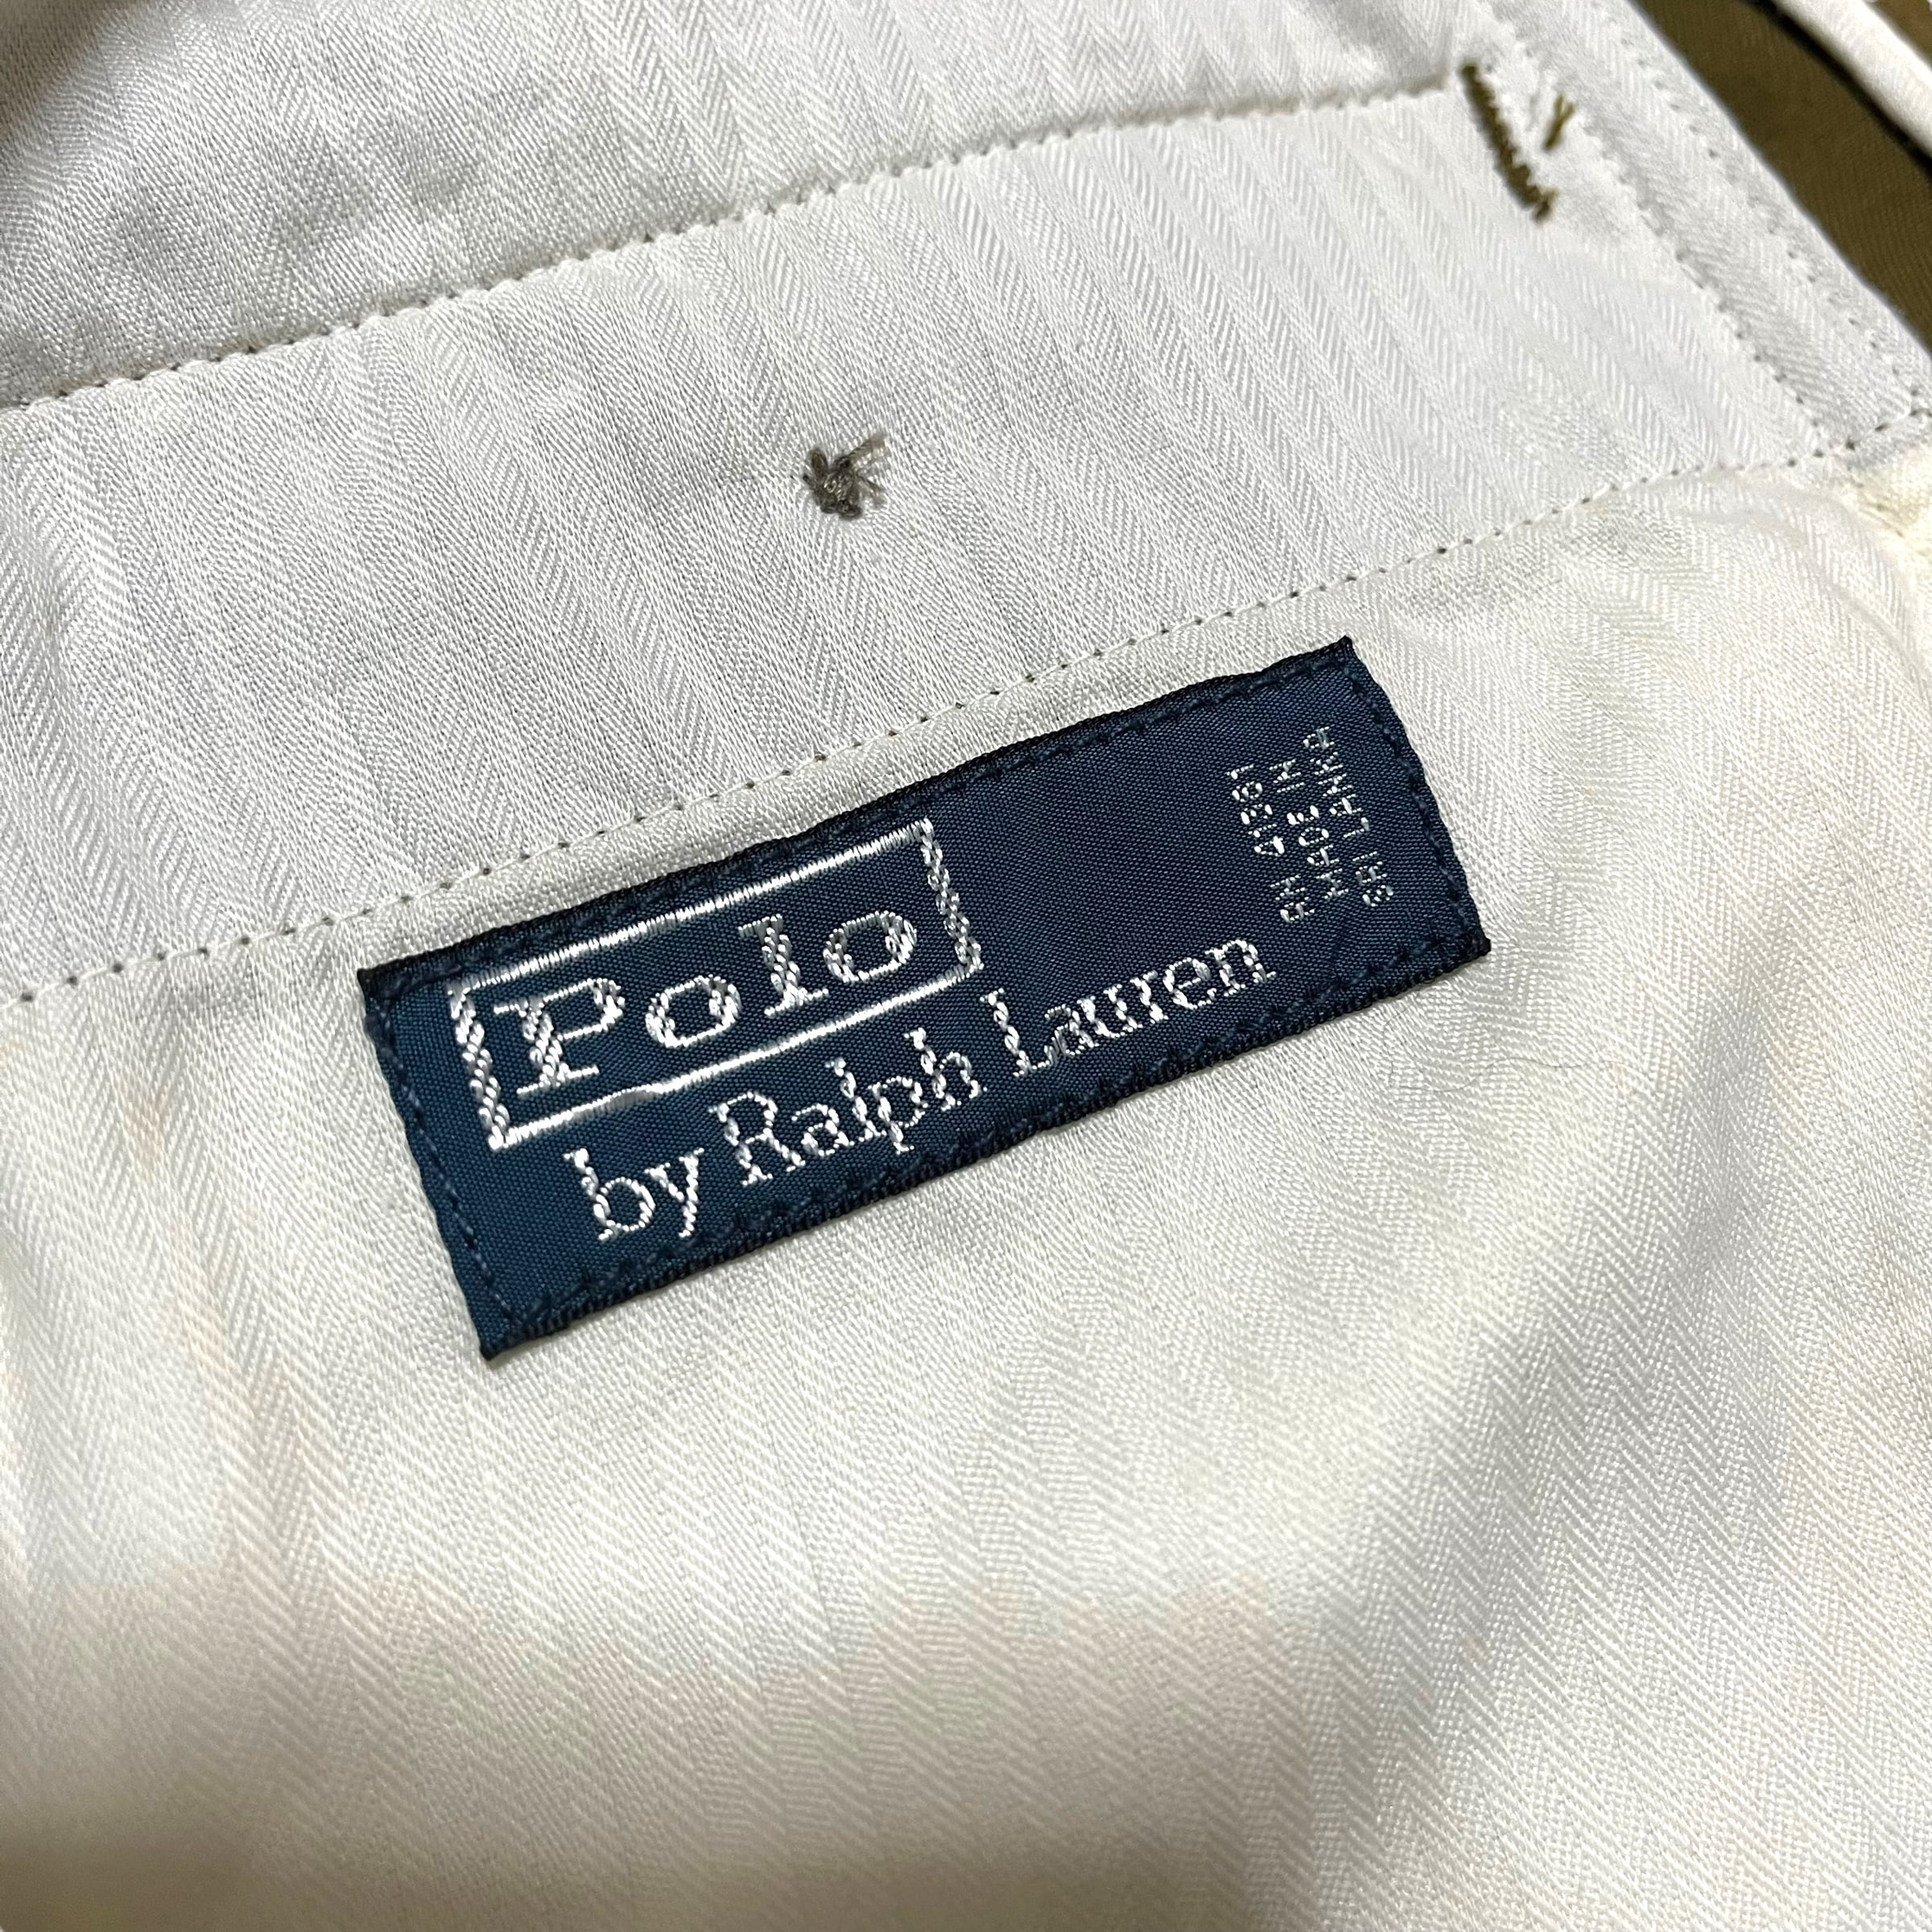 Polo
by Ralph Lauren
RN 41381
MADE IN
SRI LANKA